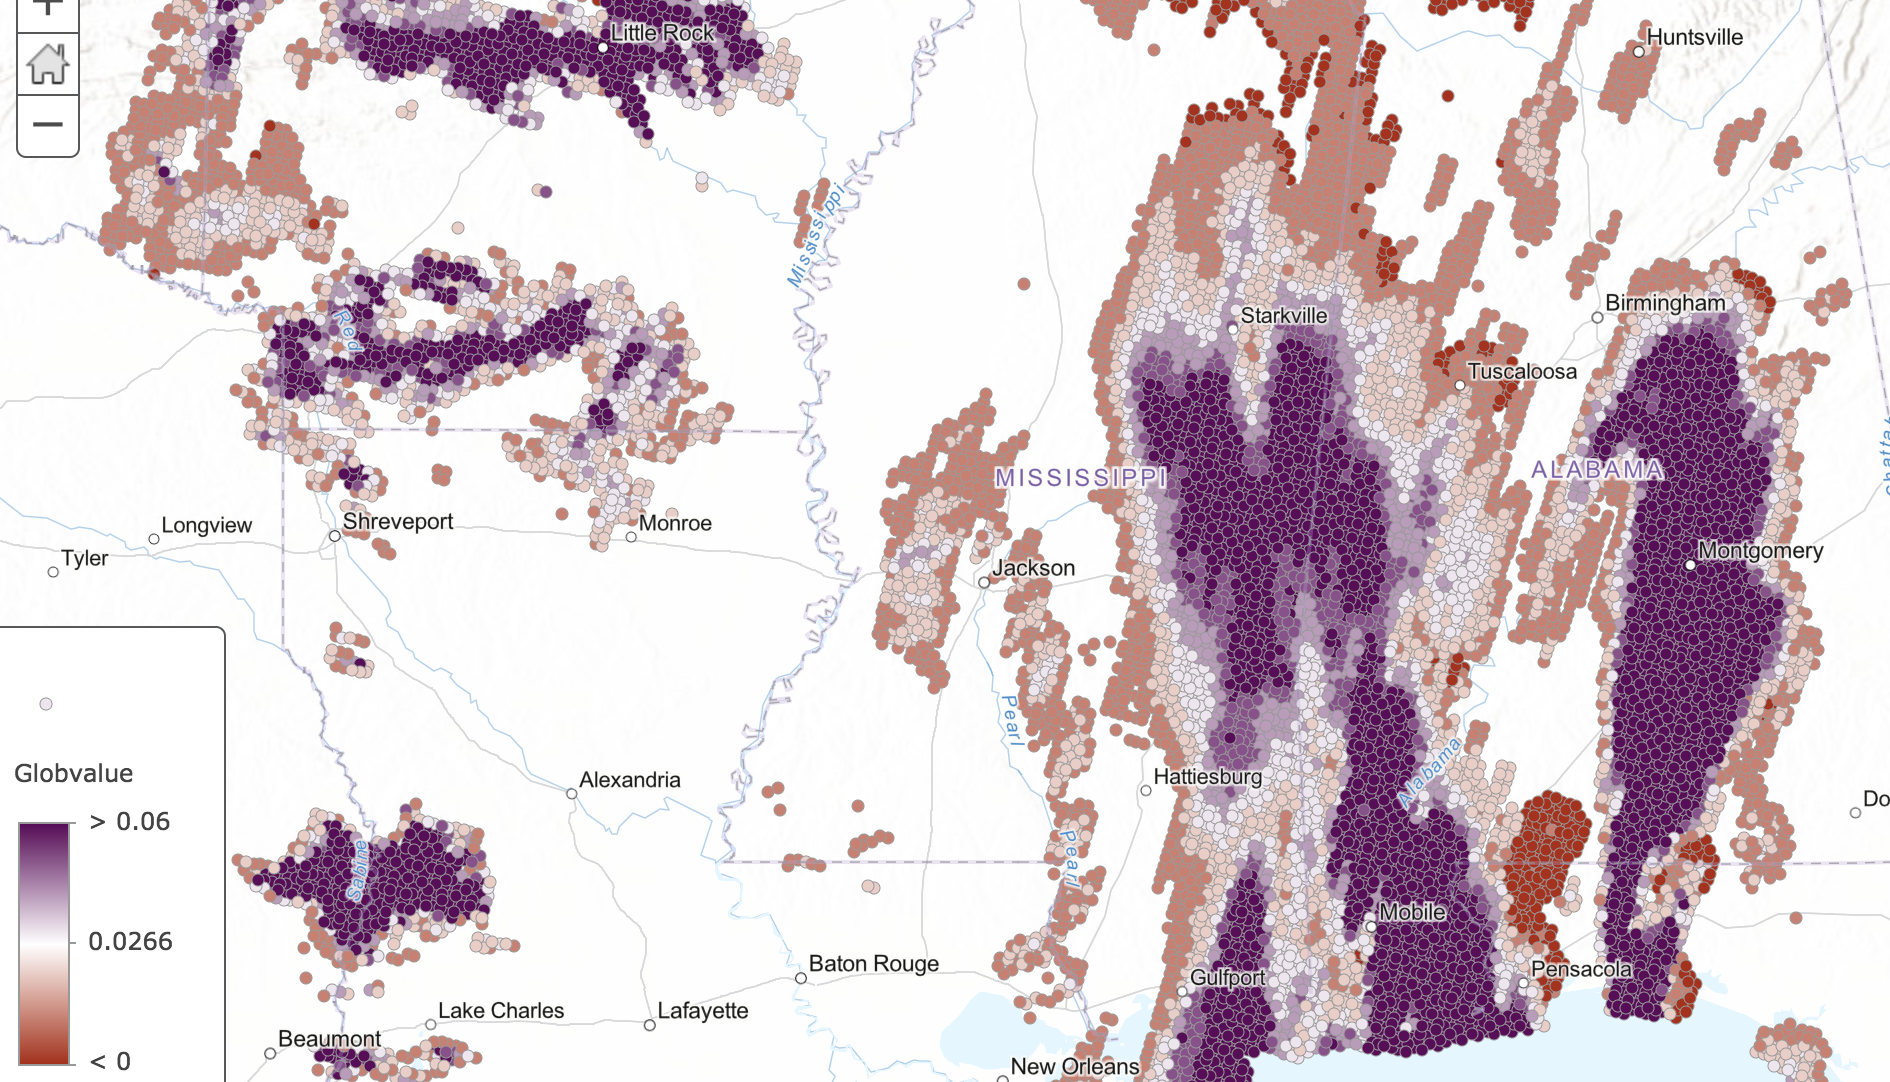 +
−
Little Rock
Huntsville
Mississippi
Red
Starkville
Birmingham
Tuscaloosa
MISSISSIPPI
ALABAMA
Longview
Shreveport
Monroe
Tyler
Jackson
Montgomery
Pearl
Alabama
Hattiesburg
Alexandria
Do
Pearl
Sabine
Mobile
Baton Rouge
Gulfport
Pensacola
Lake Charles
Lafayette
Beaumont
New Orleans
Globvalue
> 0.06
0.0266
< 0